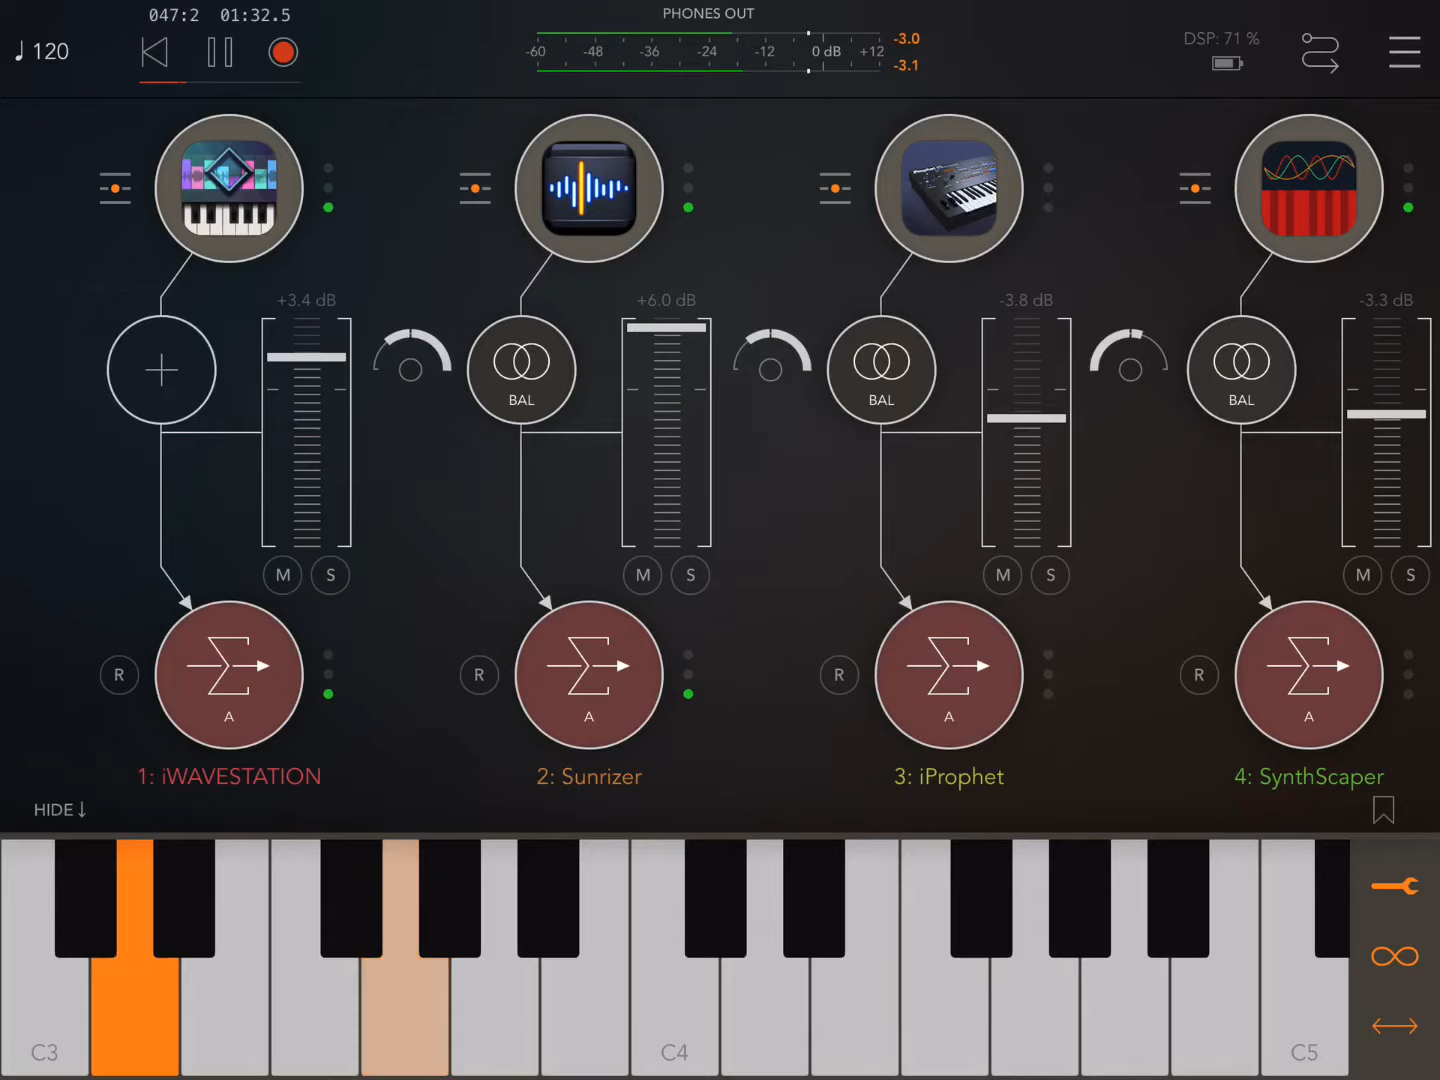 047:2 01:32.5
PHONES OUT
♩ 120
-60 -48 -36 -24 -12 0 dB +12
-3.0
-3.1
DSP: 71 %
+3.4 dB
+6.0 dB
-3.8 dB
-3.3 dB
BAL
BAL
BAL
M S
M S
M S
M S
R
R
R
R
A
A
A
A
1: iWAVESTATION
2: Sunrizer
3: iProphet
4: SynthScaper
HIDE↓
C3
C4
C5